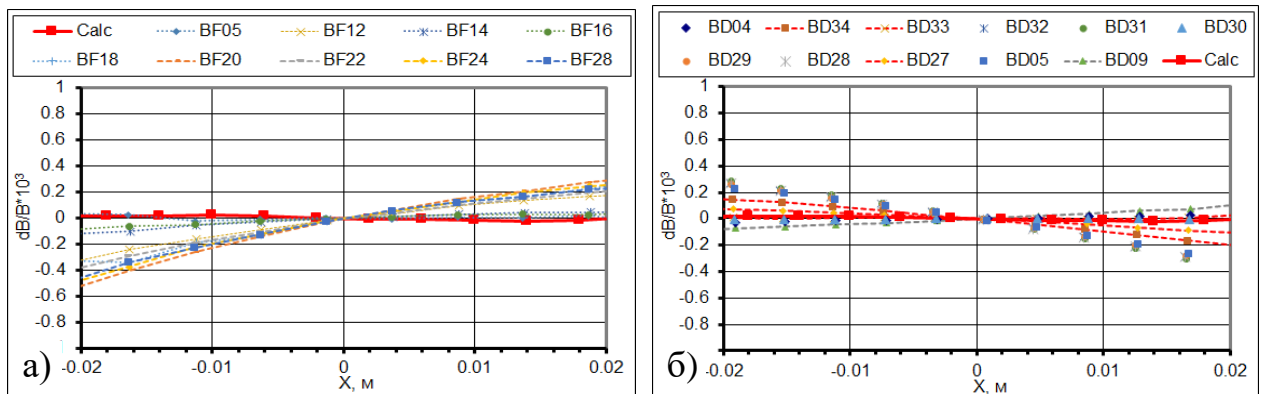 Calc BF05 BF12 BF14 BF16
BF18 BF20 BF22 BF24 BF28
1
0.8
0.6
0.4
0.2
0
-0.2
-0.4
-0.6
-0.8
dB/B*10^3
-0.02 -0.01 0 0.01 0.02
X, м
а)
BD04 BD34 BD33 BD32 BD31 BD30
BD29 BD28 BD27 BD05 BD09 Calc
1
0.8
0.6
0.4
0.2
0
-0.2
-0.4
-0.6
-0.8
dB/B*10^3
-0.02 -0.01 0 0.01 0.02
X, м
б)